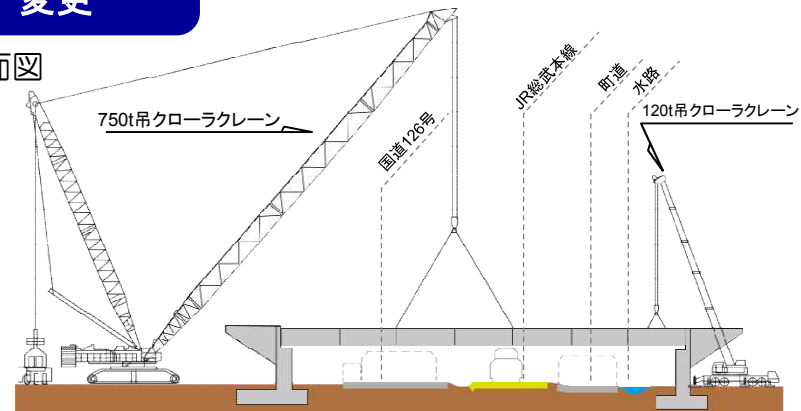 変更
面図
750t吊クローラクレーン
国道126号
JR総武本線
町道
水路
120t吊クローラクレーン